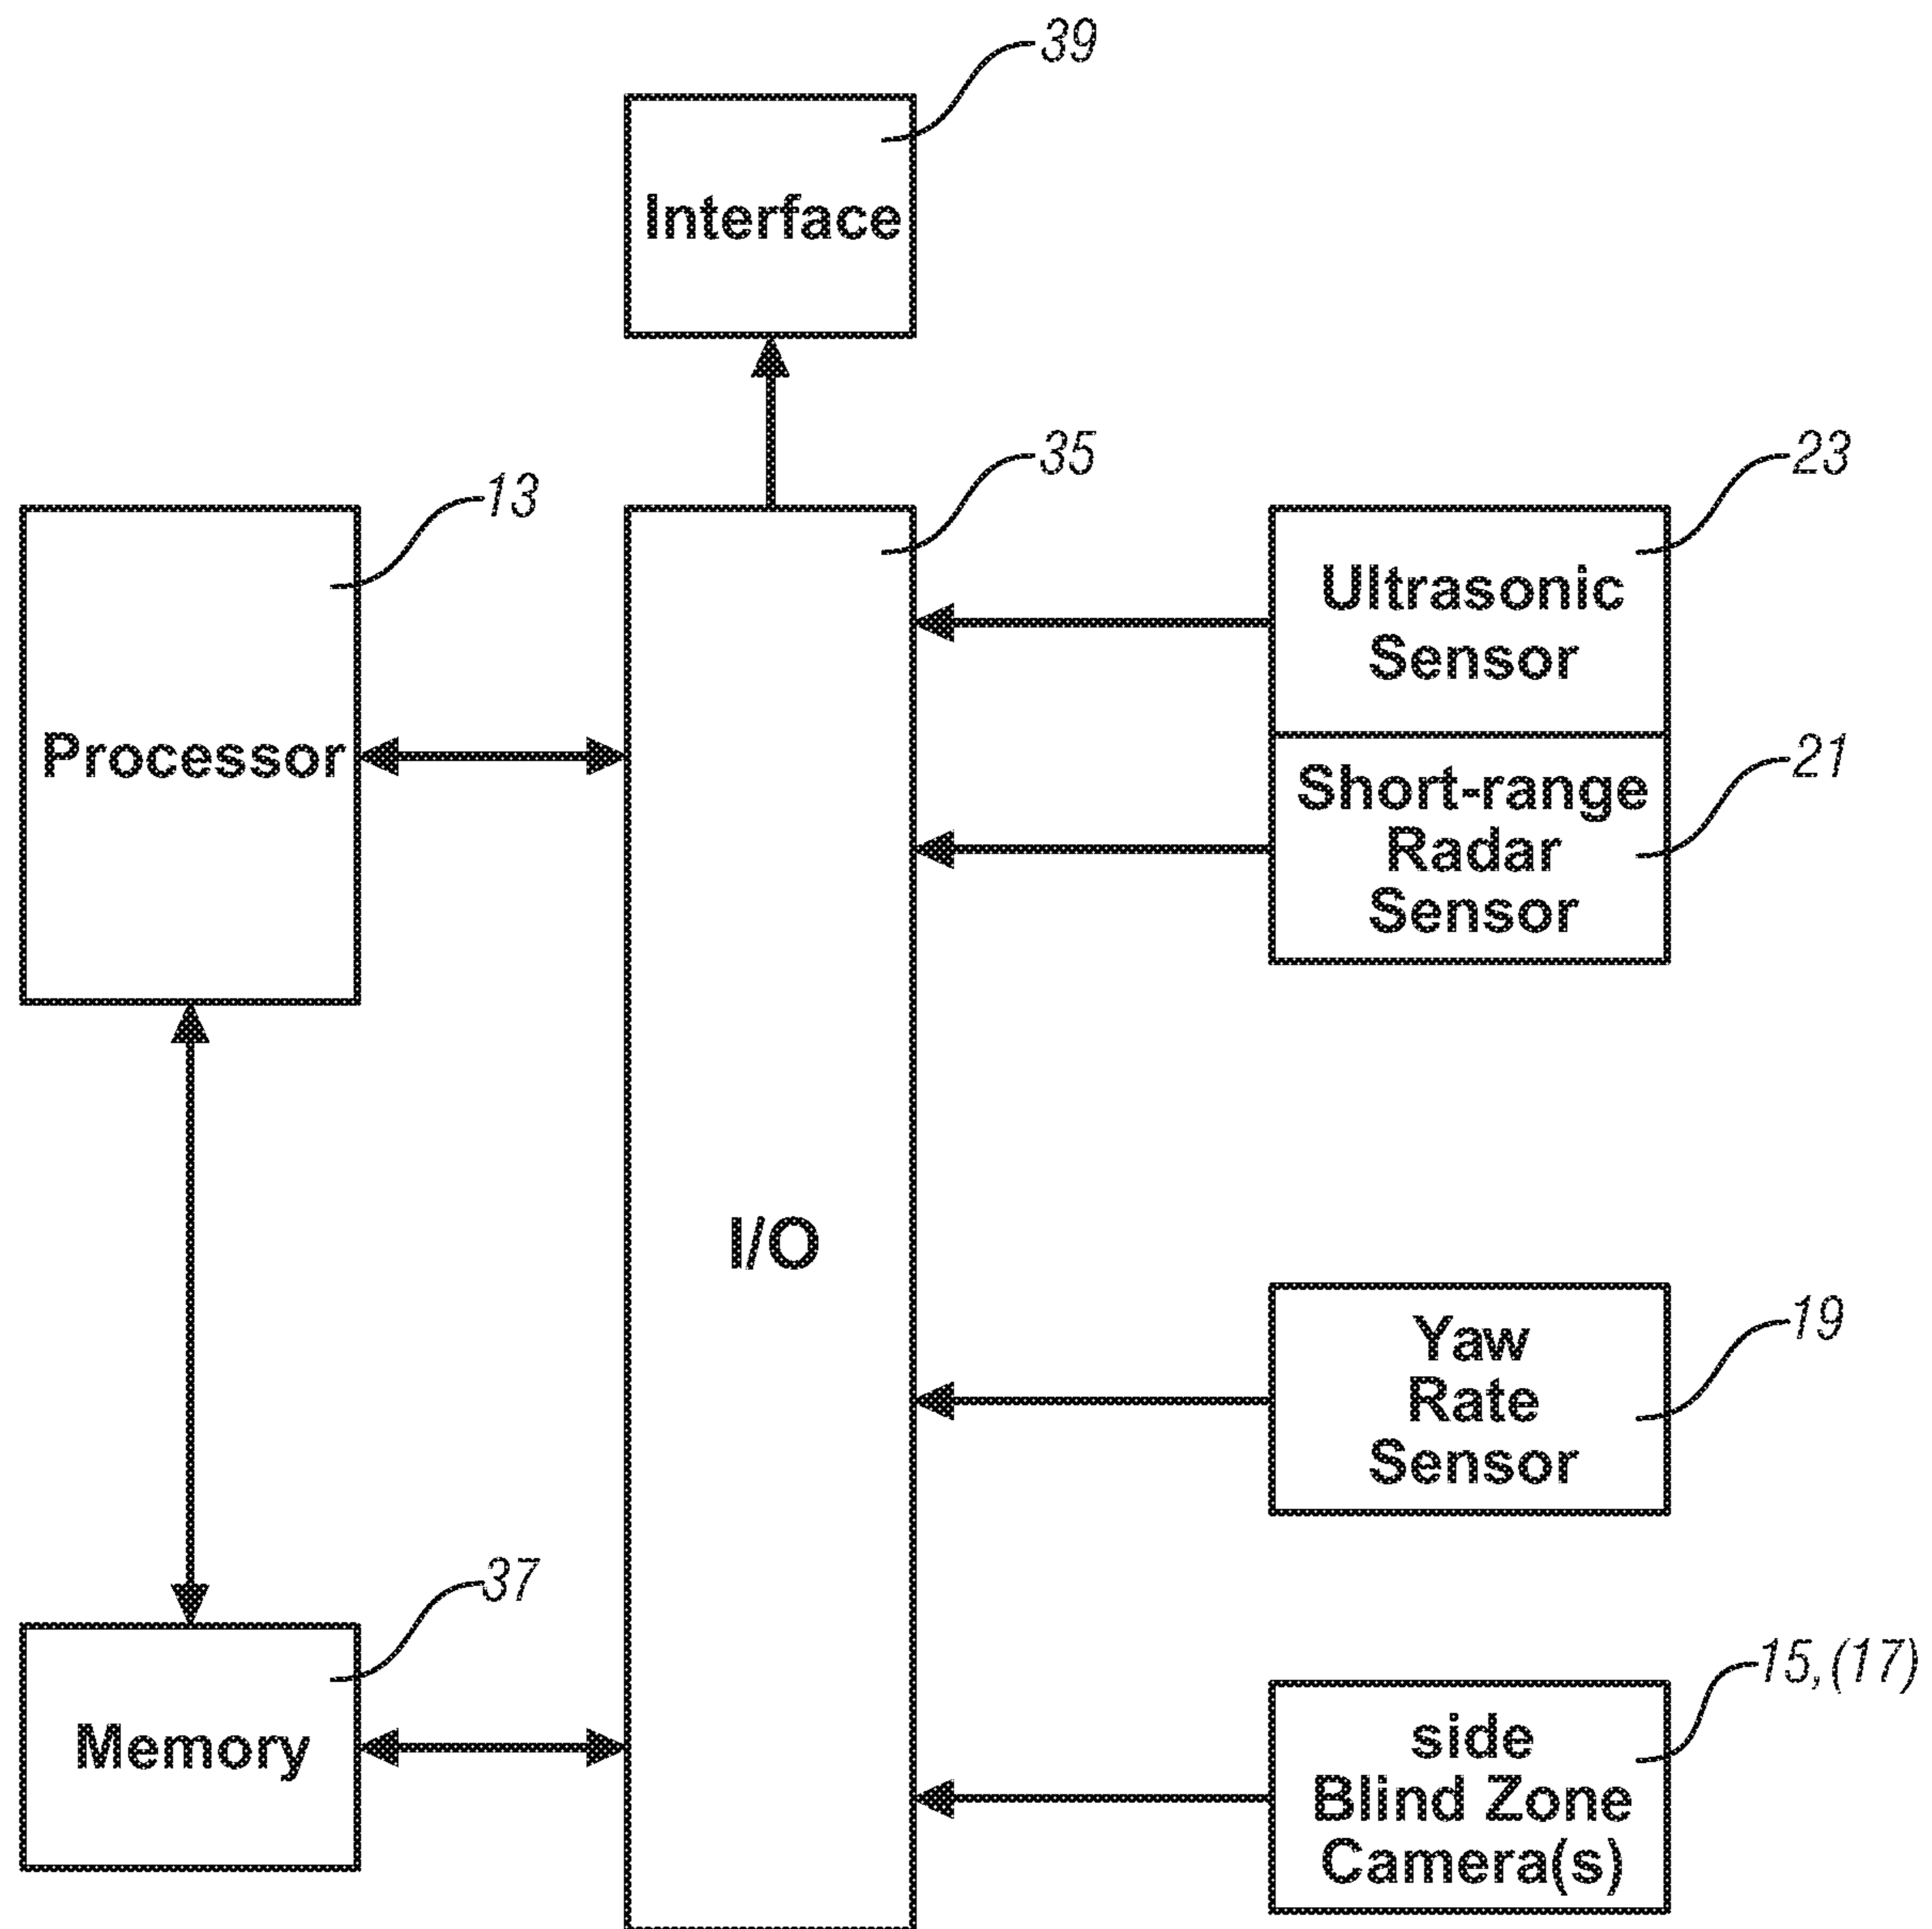 39
Interface
35
23
13
Ultrasonic
Sensor
Processor
21
Short-range
Radar
Sensor
I/O
19
Yaw
Rate
Sensor
37
15,(17)
Memory
side
Blind Zone
Camera(s)